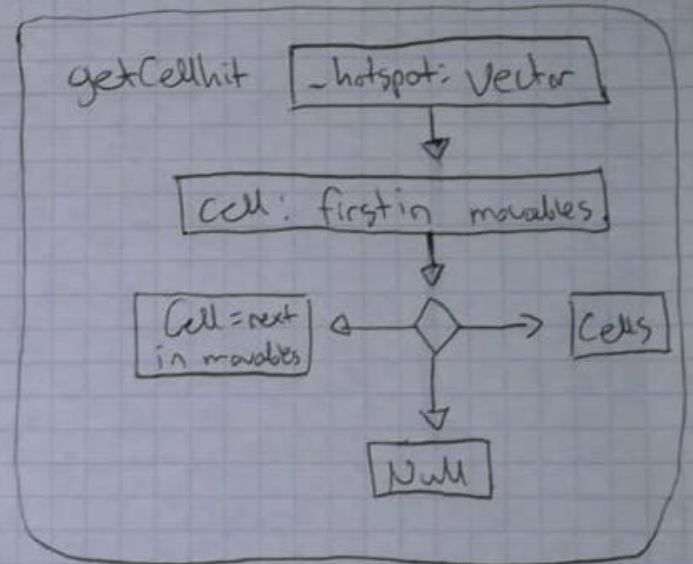 getCellhit
_hotspot: Vector
cell: first in movables
Cell = next
in movables
Cells
Null